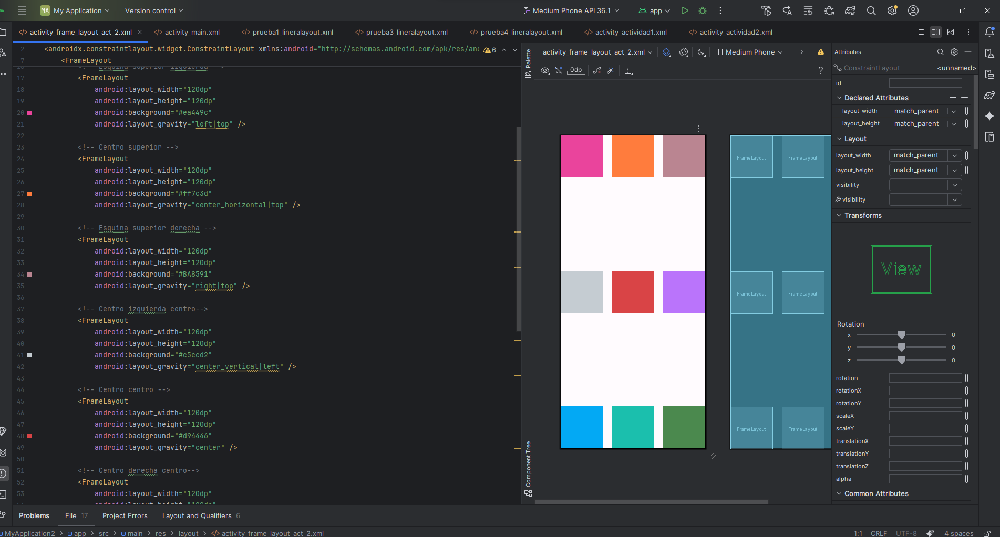 MA My Application Version control Medium Phone API 36.1 app
activity_frame_layout_act_2.xml activity_main.xml prueba1_lineralayout.xml prueba3_lineralayout.xml prueba4_lineralayout.xml activity_actividad1.xml activity_actividad2.xml
2 <androidx.constraintlayout.widget.ConstraintLayout xmlns:android="http://schemas.android.com/apk/res/anc 6
7 <FrameLayout
16 <!-- Esquina superior izquierda -->
17 <FrameLayout
18 android:layout_width="120dp"
19 android:layout_height="120dp"
20 android:background="#ea449c"
21 android:layout_gravity="left|top" />
22
23 <!-- Centro superior -->
24 <FrameLayout
25 android:layout_width="120dp"
26 android:layout_height="120dp"
27 android:background="#ff7c3d"
28 android:layout_gravity="center_horizontal|top" />
29
30 <!-- Esquina superior derecha -->
31 <FrameLayout
32 android:layout_width="120dp"
33 android:layout_height="120dp"
34 android:background="#BA8591"
35 android:layout_gravity="right|top" />
36
37 <!-- Centro izquierda centro-->
38 <FrameLayout
39 android:layout_width="120dp"
40 android:layout_height="120dp"
41 android:background="#c5ccd2"
42 android:layout_gravity="center_vertical|left" />
43
44 <!-- Centro centro -->
45 <FrameLayout
46 android:layout_width="120dp"
47 android:layout_height="120dp"
48 android:background="#d94446"
49 android:layout_gravity="center" />
50
51 <!-- Centro derecha centro-->
52 <FrameLayout
53 android:layout_width="120dp"
54 android:layout_height="120dp"
Palette
Component Tree
activity_frame_layout_act_2.xml Medium Phone
0dp ?
FrameLayout FrameLayout
FrameLayout FrameLayout
FrameLayout FrameLayout
Attributes
ConstraintLayout <unnamed>
id
Declared Attributes
layout_width match_parent
layout_height match_parent
Layout
layout_width match_parent
layout_height match_parent
visibility
visibility
Transforms
View
Rotation
x 0
y 0
z 0
rotation
rotationX
rotationY
scaleX
scaleY
translationX
translationY
translationZ
alpha
Common Attributes
Problems File 17 Project Errors Layout and Qualifiers 6
MyApplication2 > app > src > main > res > layout > activity_frame_layout_act_2.xml 1:1 CRLF UTF-8 4 spaces